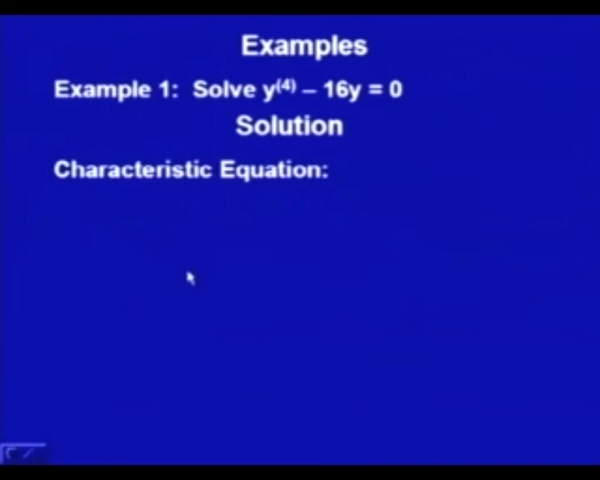 Examples
Example 1: Solve y⁽⁴⁾ – 16y = 0
Solution
Characteristic Equation: